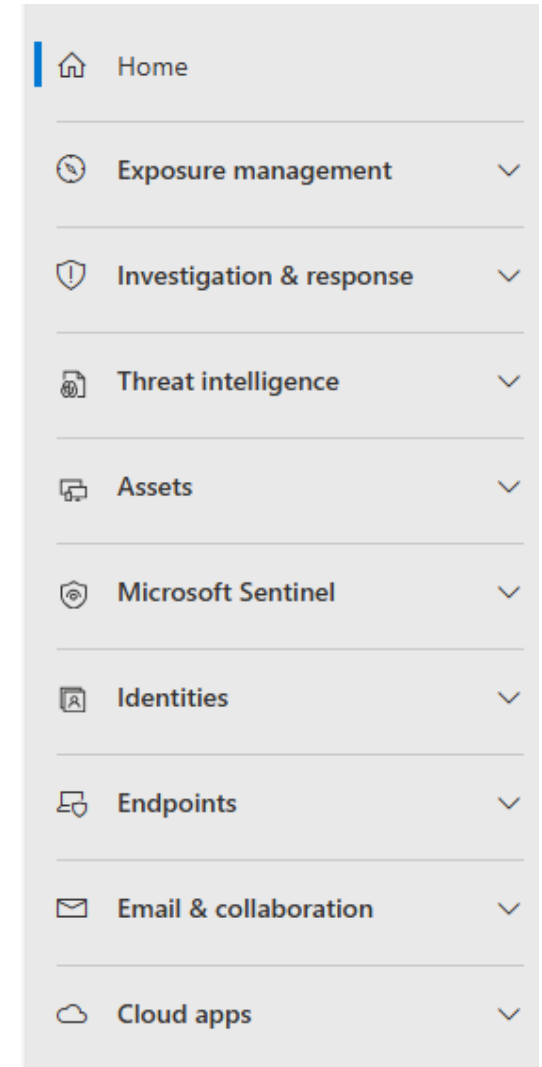 Home
Exposure management
Investigation & response
Threat intelligence
Assets
Microsoft Sentinel
Identities
Endpoints
Email & collaboration
Cloud apps